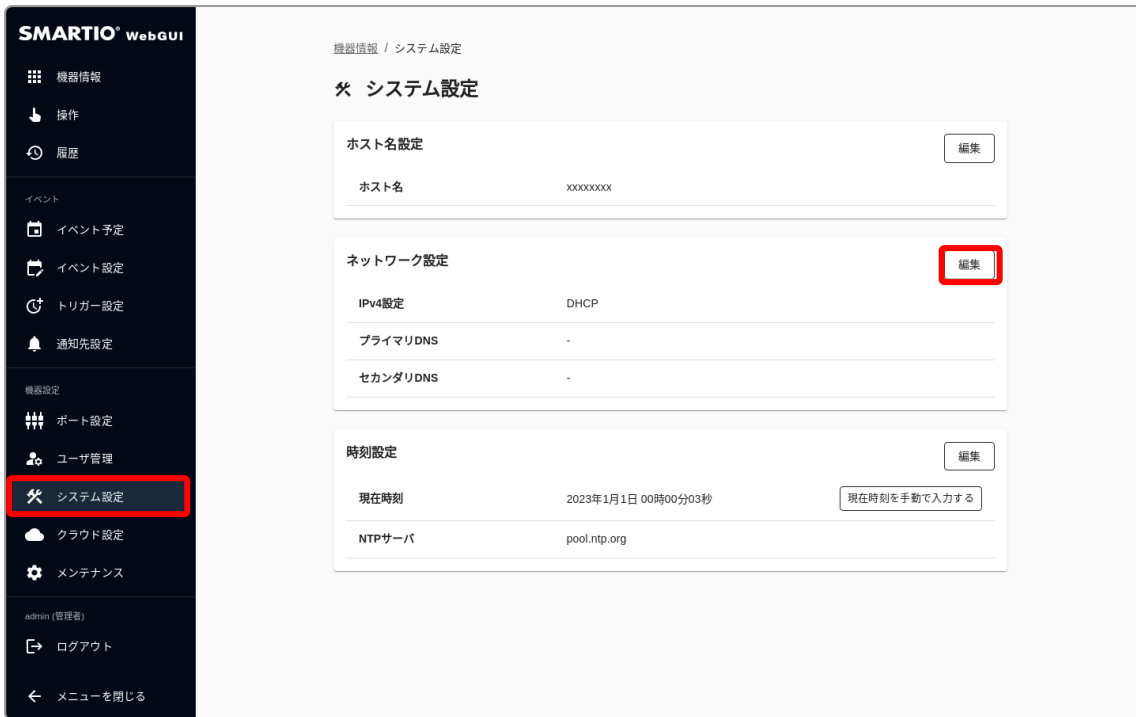 SMARTIO® WebGUI
機器情報
操作
履歴
イベント
イベント予定
イベント設定
トリガー設定
通知先設定
機器設定
ポート設定
ユーザ管理
システム設定
クラウド設定
メンテナンス
admin (管理者)
ログアウト
メニューを閉じる
機器情報 / システム設定
システム設定
ホスト名設定 編集
ホスト名 xxxxxxxx
ネットワーク設定 編集
IPv4設定 DHCP
プライマリDNS -
セカンダリDNS -
時刻設定 編集
現在時刻 2023年1月1日 00時00分03秒 現在時刻を手動で入力する
NTPサーバ pool.ntp.org